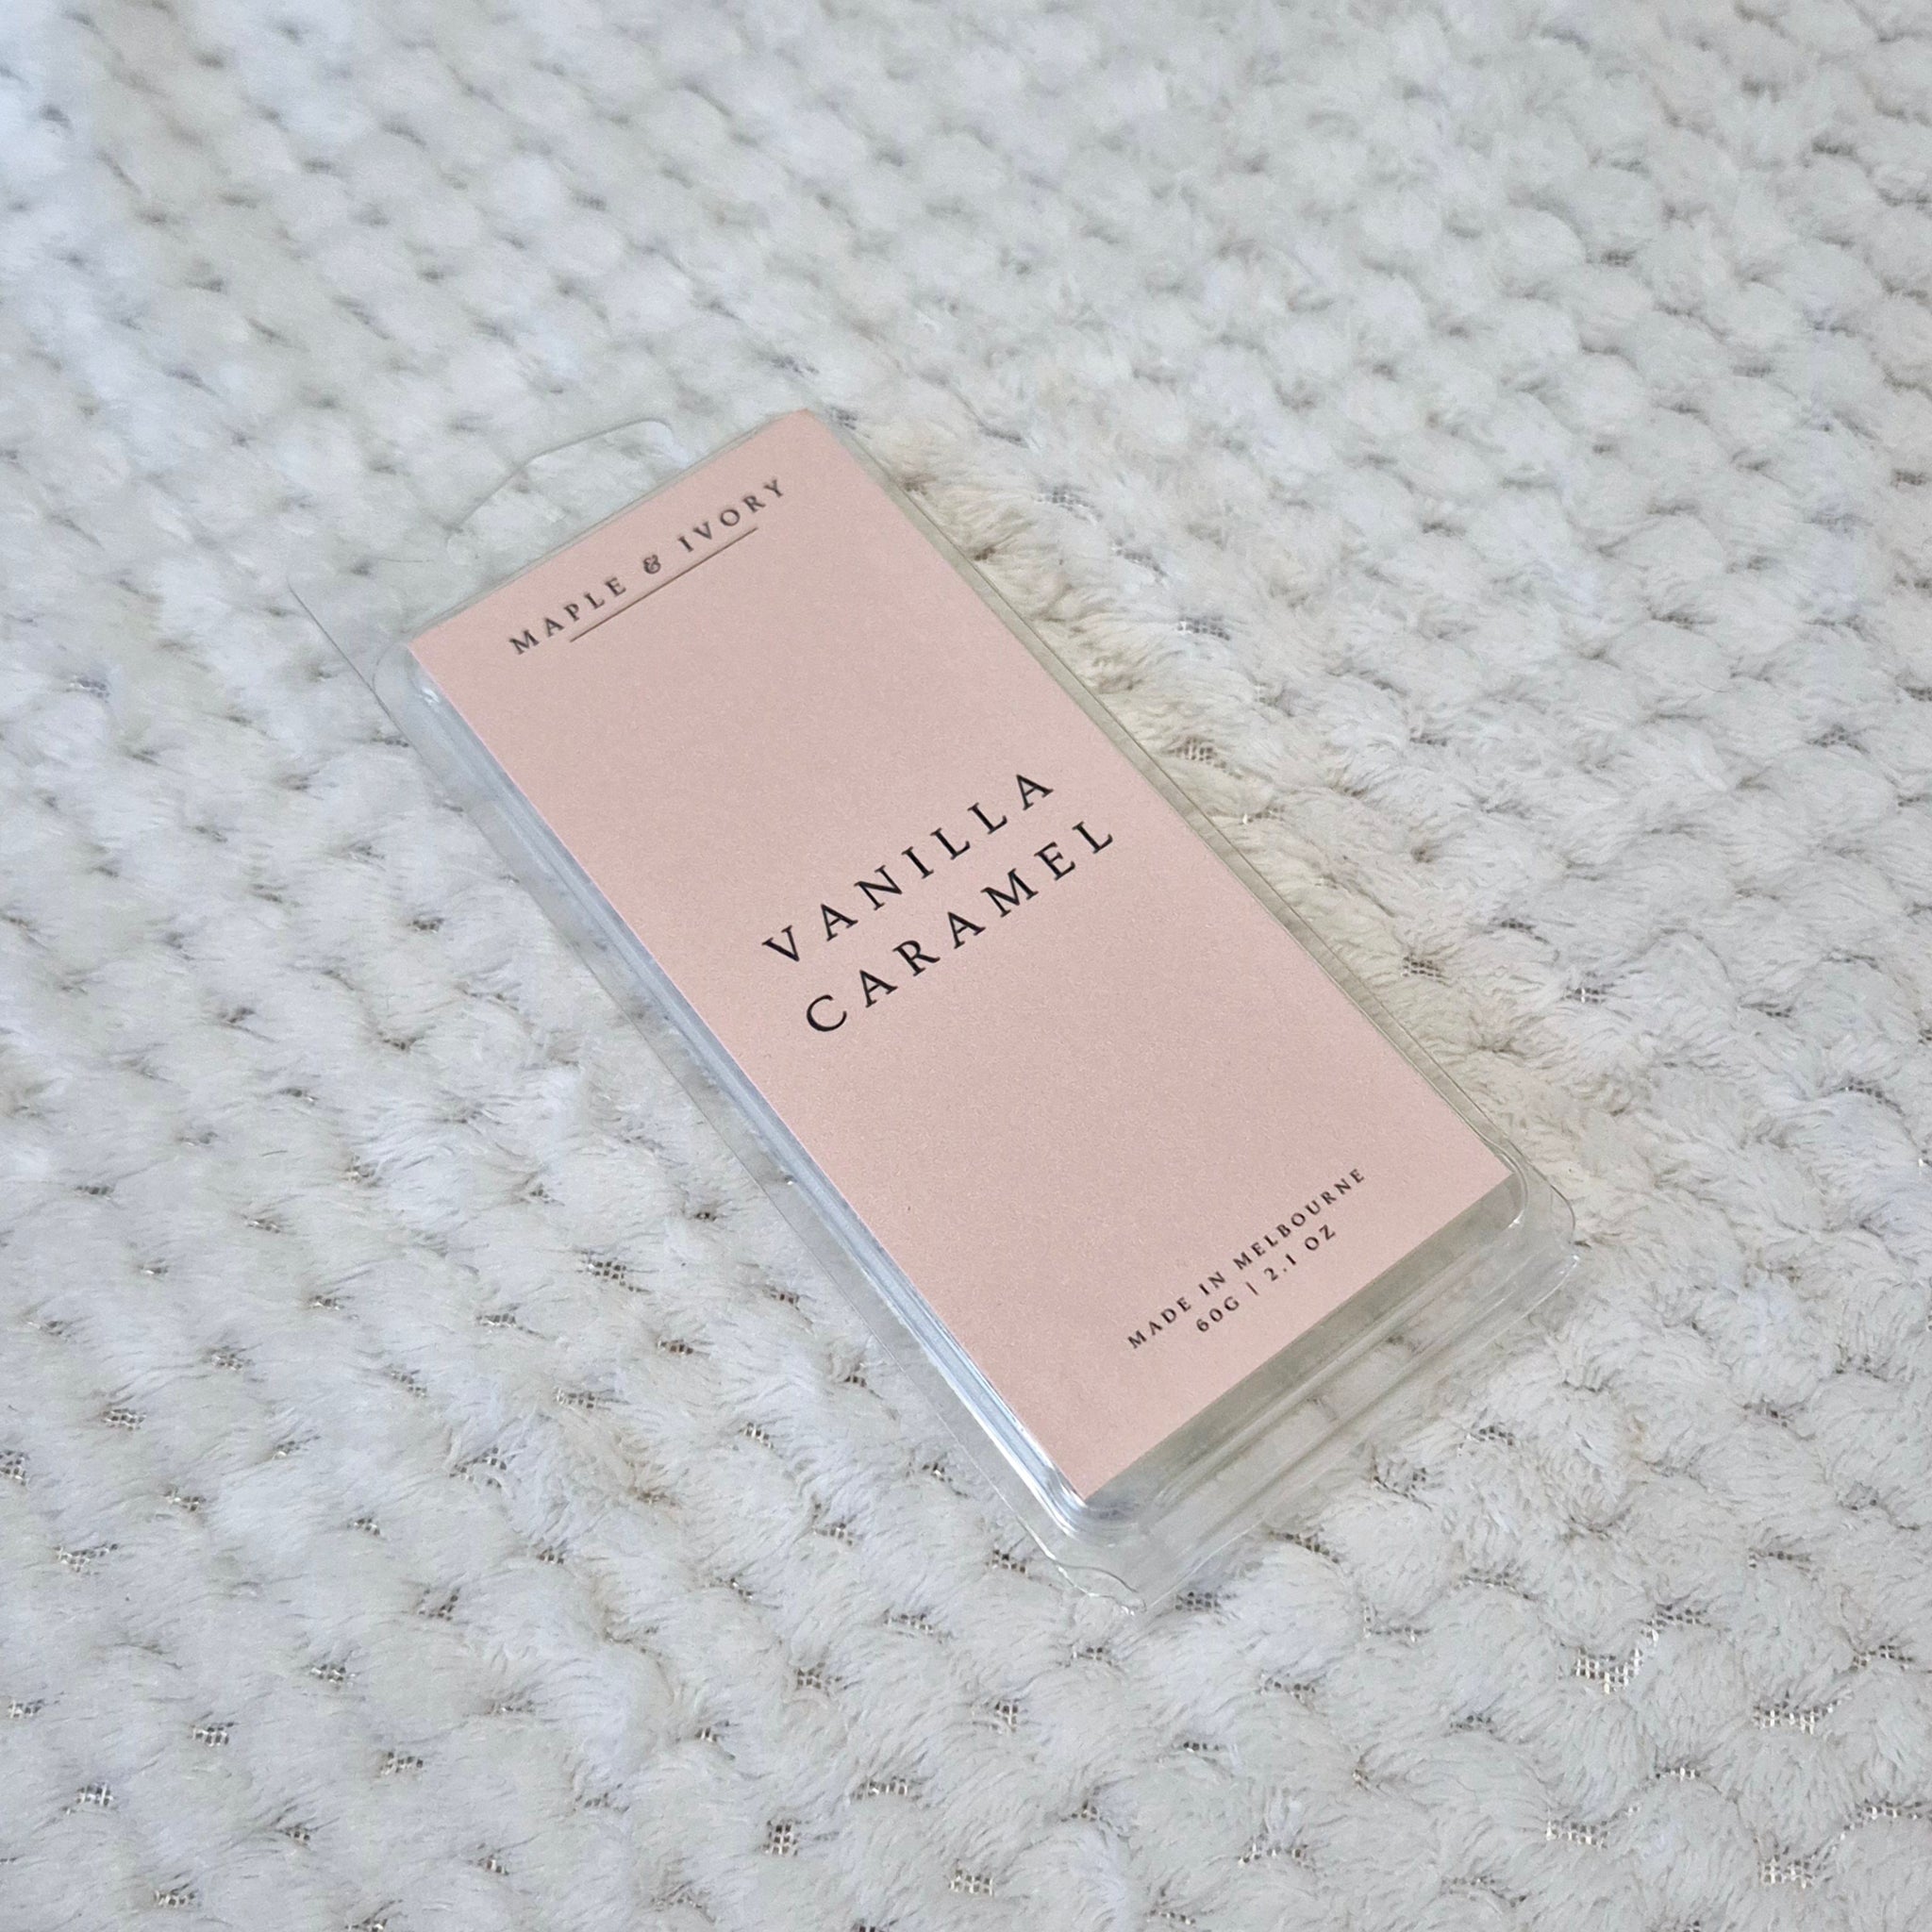 MAPLE & IVORY
VANILLA
CARAMEL
MADE IN MELBOURNE
60G | 2.1 OZ